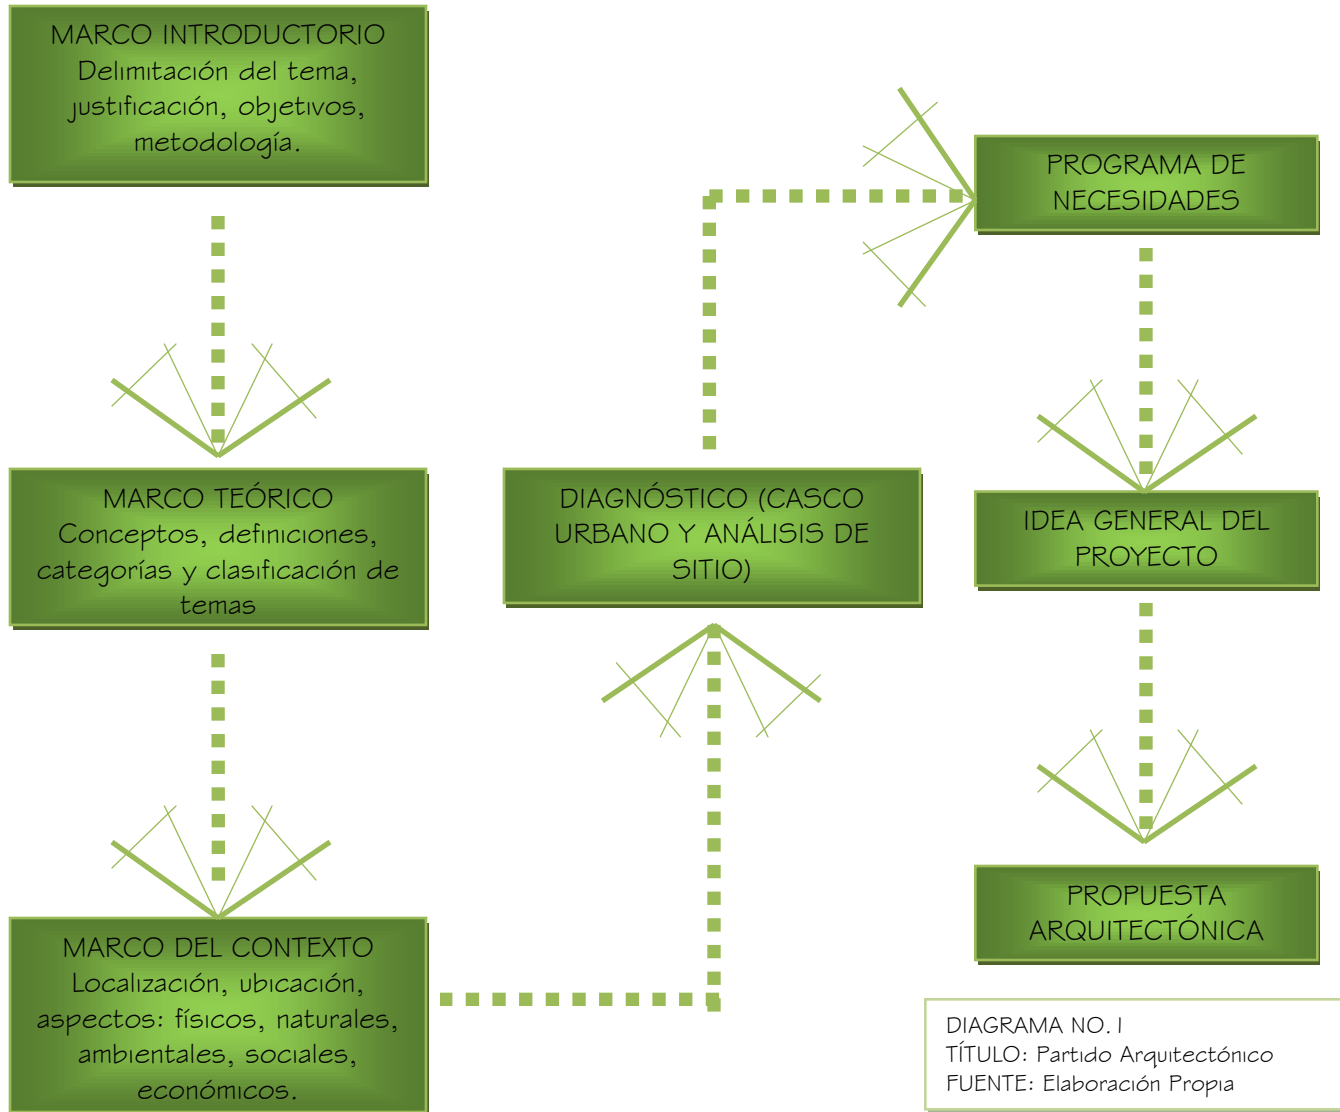 MARCO INTRODUCTORIO
Delimitación del tema,
justificación, objetivos,
metodología.
MARCO TEÓRICO
Conceptos, definiciones,
categorías y clasificación de
temas
MARCO DEL CONTEXTO
Localización, ubicación,
aspectos: físicos, naturales,
ambientales, sociales,
económicos.
DIAGNÓSTICO (CASCO
URBANO Y ANÁLISIS DE
SITIO)
PROGRAMA DE
NECESIDADES
IDEA GENERAL DEL
PROYECTO
PROPUESTA
ARQUITECTÓNICA
DIAGRAMA NO.1
TÍTULO: Partido Arquitectónico
FUENTE: Elaboración Propia